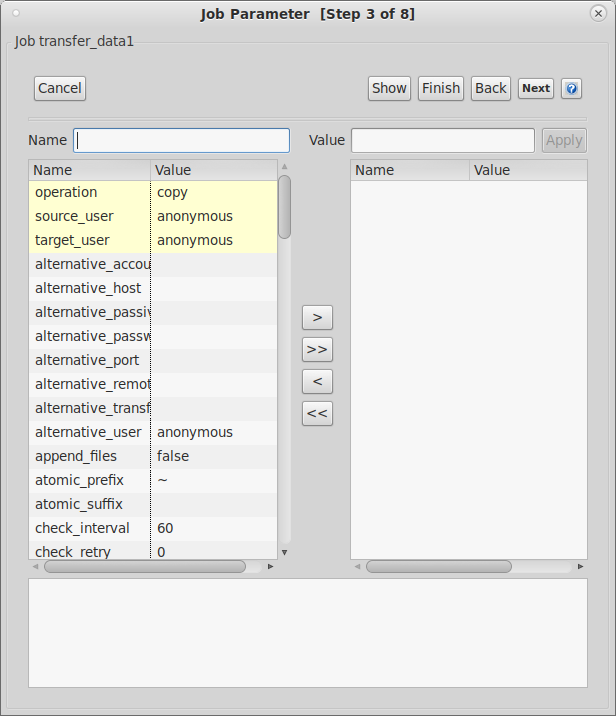 Job Parameter [Step 3 of 8]
Job transfer_data1
Cancel Show Finish Back Next ?
Name Value Apply
Name Value Name Value
operation copy
source_user anonymous
target_user anonymous
alternative_accou
alternative_host
alternative_passiv
alternative_passw
alternative_port
alternative_remot
alternative_transf
alternative_user anonymous
append_files false
atomic_prefix ~
atomic_suffix
check_interval 60
check_retry 0
>
>>
<
<<